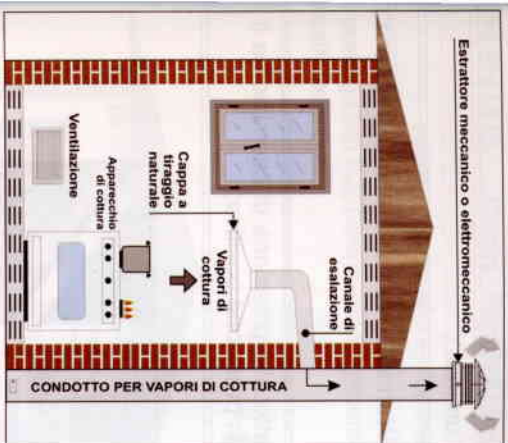 Estrattore meccanico o elettromeccanico
Canale di
esalazione
Cappa a
tiraggio
naturale
Vapori di
cottura
Apparecchio
di cottura
Ventilazione
CONDOTTO PER VAPORI DI COTTURA